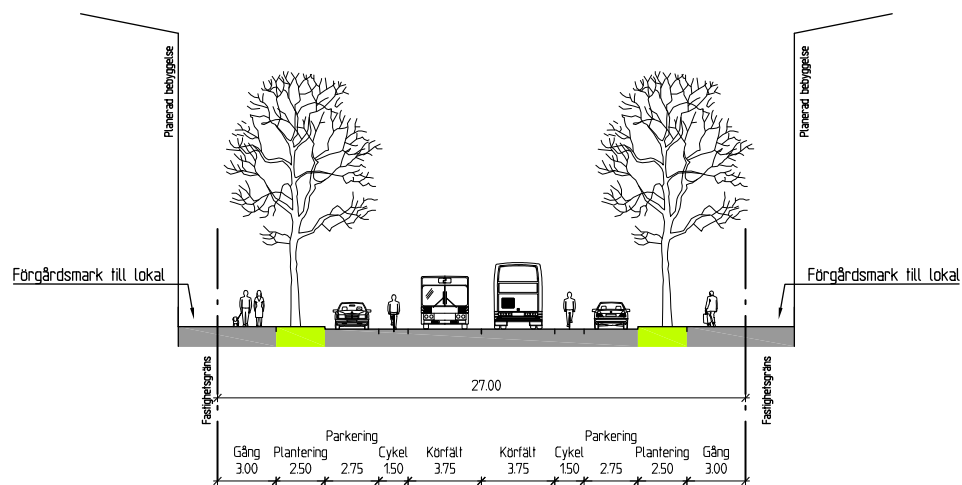 Planerad bebyggelse
Planerad bebyggelse
Förgårdsmark till lokal
Förgårdsmark till lokal
Fastighetsgräns
Fastighetsgräns
27.00
Parkering
Parkering
Gång Plantering Cykel Körfält Körfält Cykel Plantering Gång
3.00 2.50 2.75 1.50 3.75 3.75 1.50 2.75 2.50 3.00